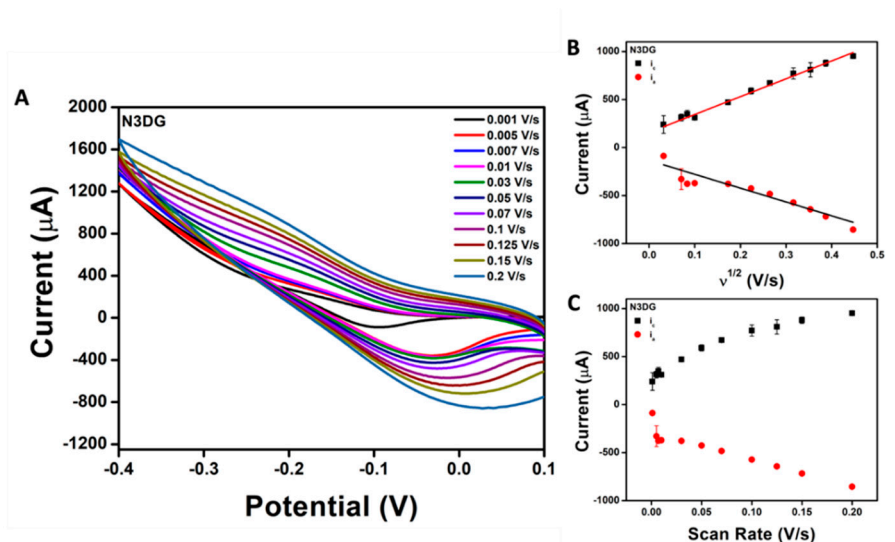 A
N3DG
0.001 V/s
0.005 V/s
0.007 V/s
0.01 V/s
0.03 V/s
0.05 V/s
0.07 V/s
0.1 V/s
0.125 V/s
0.15 V/s
0.2 V/s
2000
1600
1200
800
400
0
-400
-800
-1200
Current (μA)
-0.4
-0.3
-0.2
-0.1
0.0
0.1
Potential (V)
B
N3DG
1000
500
0
-500
-1000
Current (μA)
0.0
0.1
0.2
0.3
0.4
0.5
ν1/2 (V/s)
C
N3DG
1000
500
0
-500
-1000
Current (μA)
0.00
0.05
0.10
0.15
0.20
Scan Rate (V/s)